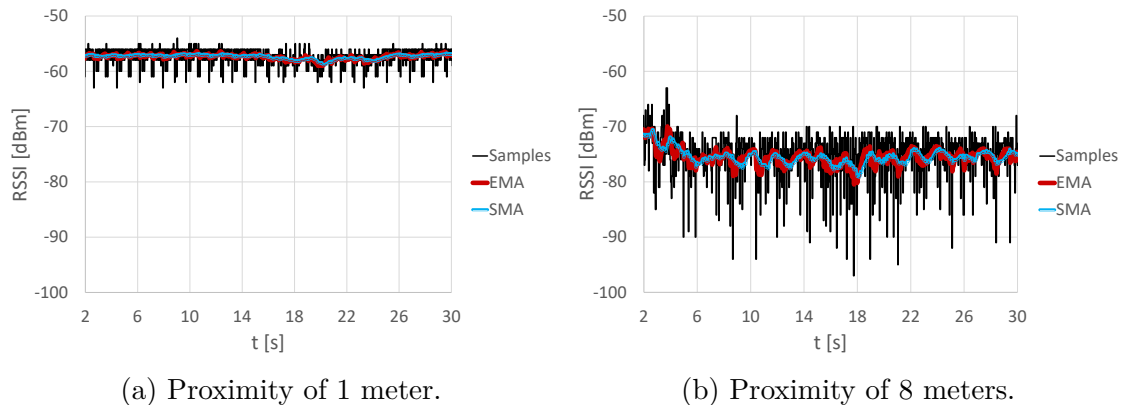 -50
-60
-70
-80
-90
-100
RSSI [dBm]
2 6 10 14 18 22 26 30
t [s]
Samples
EMA
SMA
(a) Proximity of 1 meter.
-50
-60
-70
-80
-90
-100
RSSI [dBm]
2 6 10 14 18 22 26 30
t [s]
Samples
EMA
SMA
(b) Proximity of 8 meters.